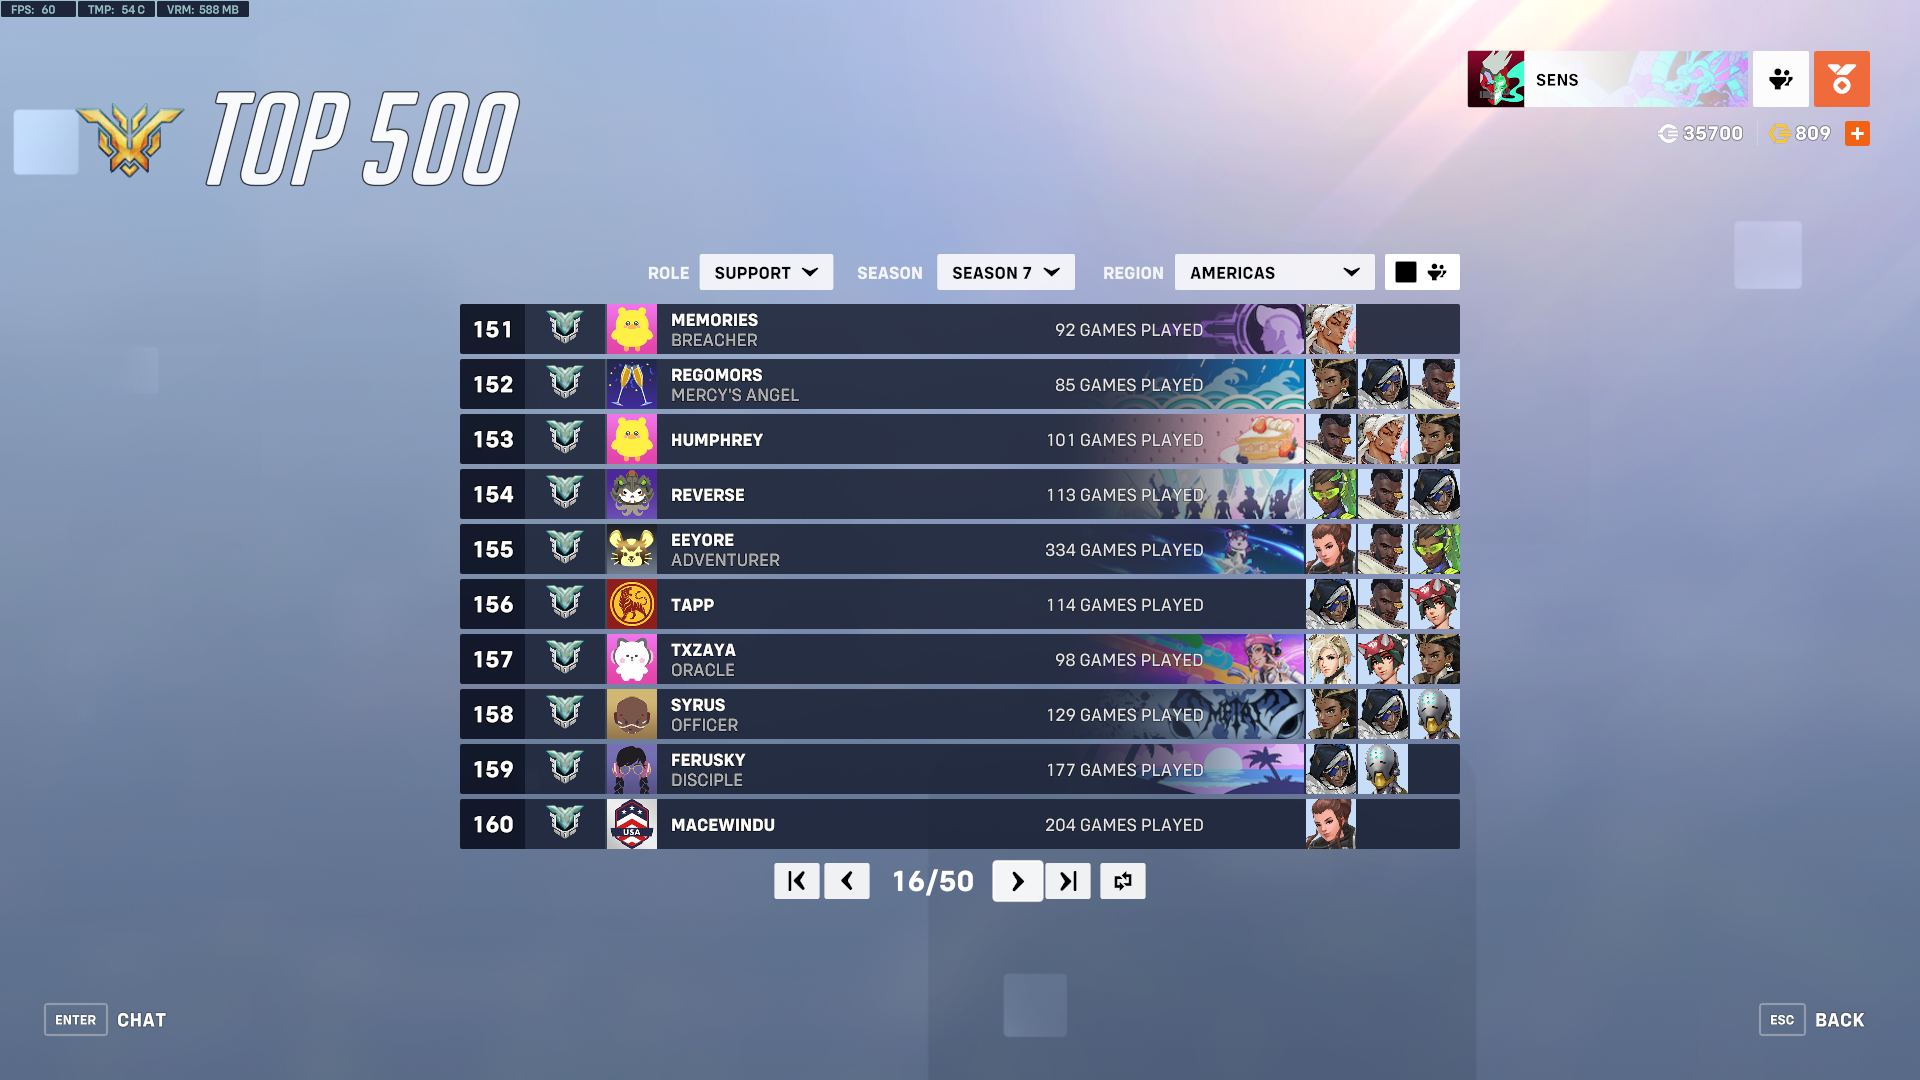 FPS: 60 TMP: 54 C VRM: 588 MB
TOP 500
SENS
35700 809
ROLE SUPPORT SEASON SEASON 7 REGION AMERICAS
151 MEMORIES 92 GAMES PLAYED
BREACHER
152 REGOMORS 85 GAMES PLAYED
MERCY'S ANGEL
153 HUMPHREY 101 GAMES PLAYED
154 REVERSE 113 GAMES PLAYED
155 EEYORE 334 GAMES PLAYED
ADVENTURER
156 TAPP 114 GAMES PLAYED
157 TXZAYA 98 GAMES PLAYED
ORACLE
158 SYRUS 129 GAMES PLAYED METAL
OFFICER
159 FERUSKY 177 GAMES PLAYED
DISCIPLE
160 USA MACEWINDU 204 GAMES PLAYED
16/50
ENTER CHAT
ESC BACK